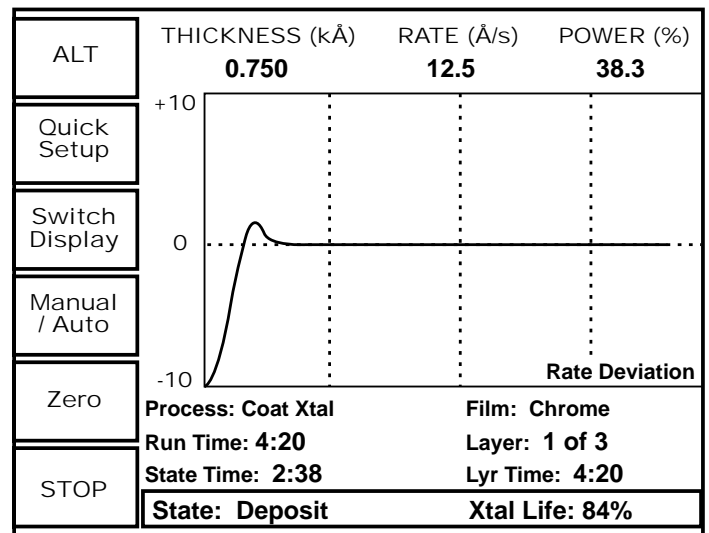 ALT
Quick
Setup
Switch
Display
Manual
/ Auto
Zero
STOP
THICKNESS (kÅ) RATE (Å/s) POWER (%)
0.750 12.5 38.3
+10
0
-10
Rate Deviation
Process: Coat Xtal Film: Chrome
Run Time: 4:20 Layer: 1 of 3
State Time: 2:38 Lyr Time: 4:20
State: Deposit Xtal Life: 84%